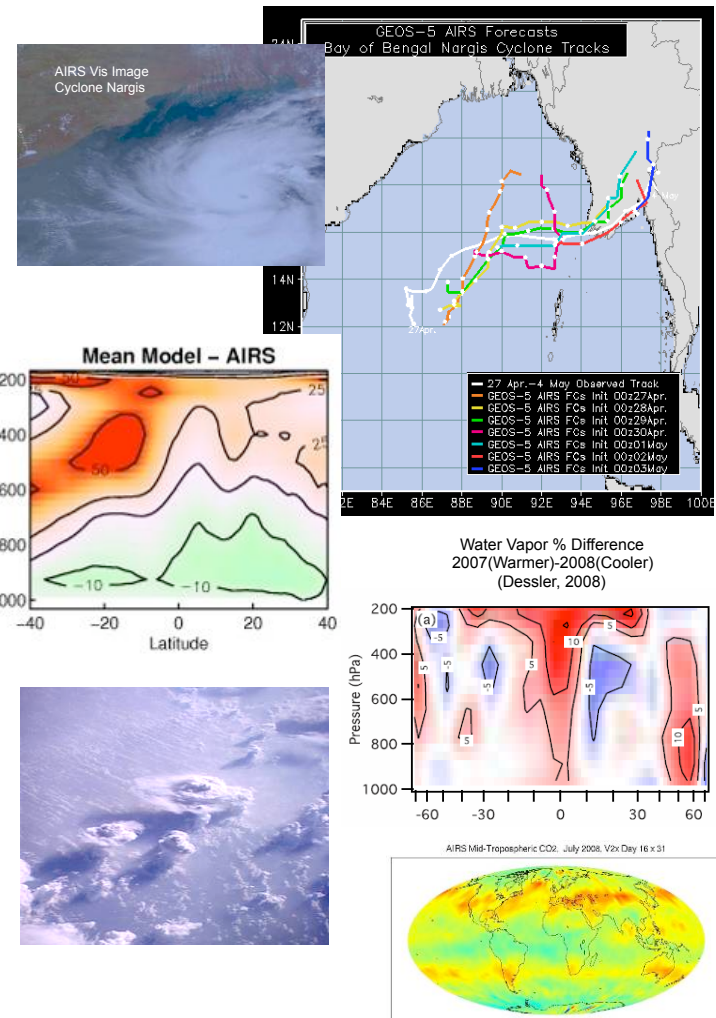 AIRS Vis Image
Cyclone Nargis
GEOS-5 AIRS Forecasts
Bay of Bengal Nargis Cyclone Tracks
14N
12N
27Apr.
May
27 Apr.-4 May Observed Track
GEOS-5 AIRS FCs Init 00z27Apr.
GEOS-5 AIRS FCs Init 00z28Apr.
GEOS-5 AIRS FCs Init 00z29Apr.
GEOS-5 AIRS FCs Init 00z30Apr.
GEOS-5 AIRS FCs Init 00z01May
GEOS-5 AIRS FCs Init 00z02May
GEOS-5 AIRS FCs Init 00z03May
2E 84E 86E 88E 90E 92E 94E 96E 98E 100E
Mean Model – AIRS
200
400
600
800
000
50
25
25
50
-10
-10
-40 -20 0 20 40
Latitude
Water Vapor % Difference
2007(Warmer)-2008(Cooler)
(Dessler, 2008)
(a)
200
400
600
800
1000
Pressure (hPa)
-5
5
10
5
5
-5
5
-5
-5
5
5
10
-60 -30 0 30 60
AIRS Mid-Tropospheric CO2. July 2008, V2x Day 16 x 31